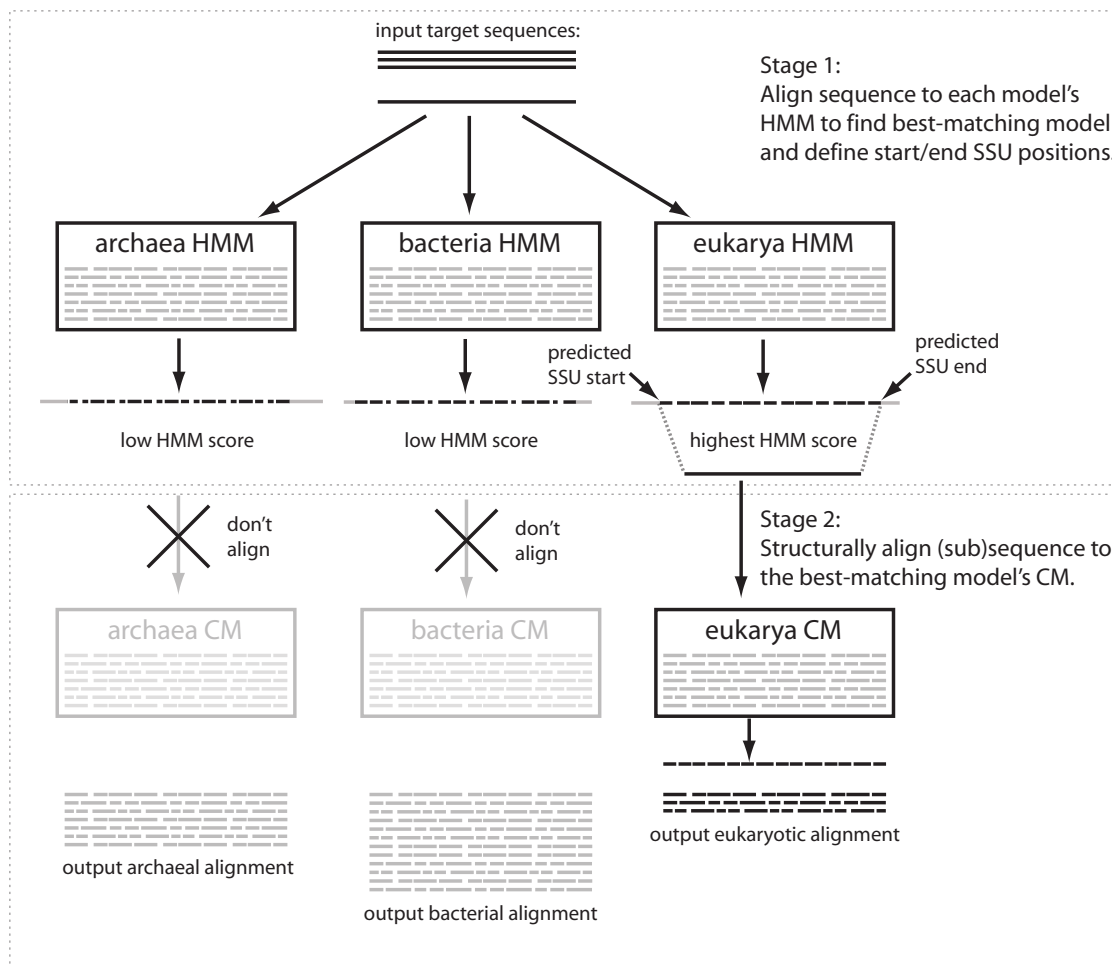 input target sequences:
Stage 1:
Align sequence to each model's
HMM to find best-matching model
and define start/end SSU positions.
archaea HMM
bacteria HMM
eukarya HMM
predicted
SSU start
predicted
SSU end
low HMM score
low HMM score
highest HMM score
don't
align
don't
align
Stage 2:
Structurally align (sub)sequence to
the best-matching model's CM.
archaea CM
bacteria CM
eukarya CM
output archaeal alignment
output bacterial alignment
output eukaryotic alignment